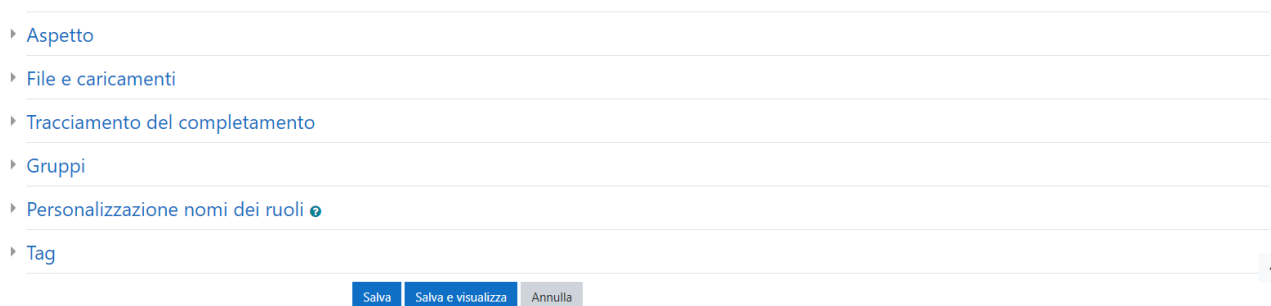 Aspetto
File e caricamenti
Tracciamento del completamento
Gruppi
Personalizzazione nomi dei ruoli ?
Tag
Salva Salva e visualizza Annulla